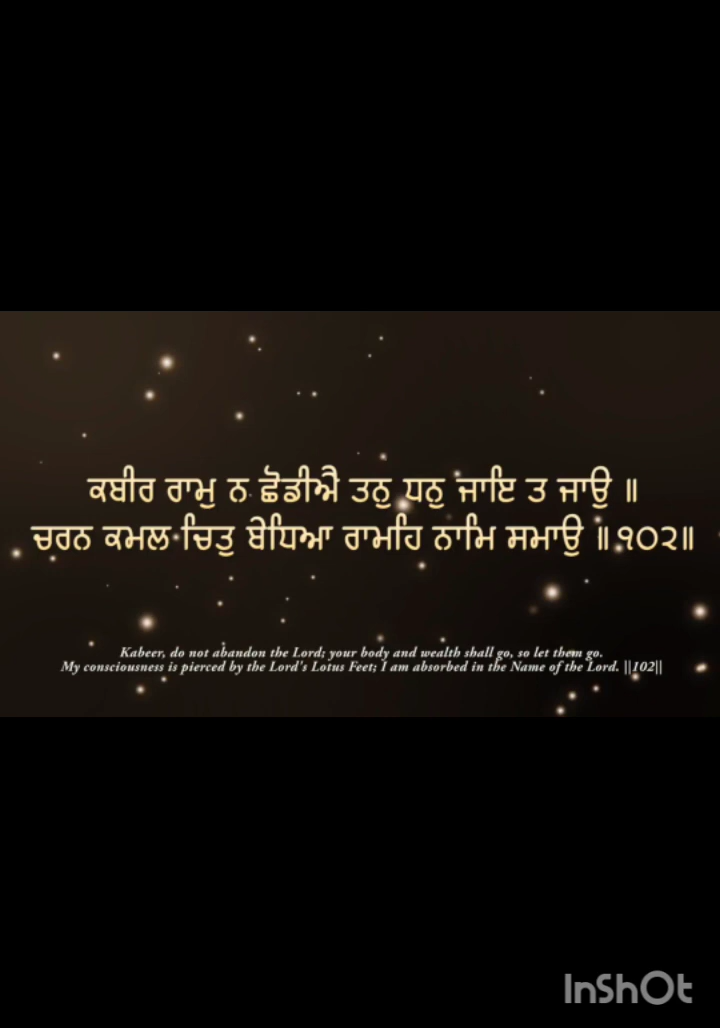 ਕਬੀਰ ਰਾਮੁ ਨ ਛੋਡੀਐ ਤਨੁ ਧਨੁ ਜਾਇ ਤ ਜਾਉ ॥
ਚਰਨ ਕਮਲ ਚਿਤੁ ਬੇਧਿਆ ਰਾਮਹਿ ਨਾਮਿ ਸਮਾਉ ॥੧੦੨॥
Kabeer, do not abandon the Lord; your body and wealth shall go, so let them go.
My consciousness is pierced by the Lord's Lotus Feet; I am absorbed in the Name of the Lord. ||102||
InShOt